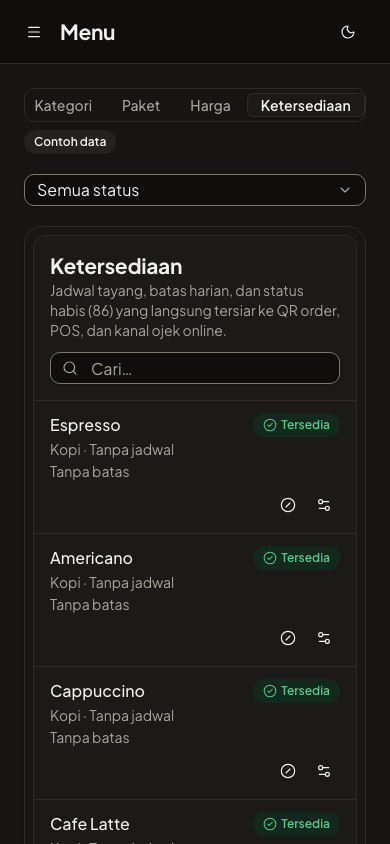 Menu
Kategori Paket Harga Ketersediaan
Contoh data
Semua status
Ketersediaan
Jadwal tayang, batas harian, dan status
habis (86) yang langsung tersiar ke QR order,
POS, dan kanal ojek online.
Cari...
Espresso Tersedia
Kopi · Tanpa jadwal
Tanpa batas
Americano Tersedia
Kopi · Tanpa jadwal
Tanpa batas
Cappuccino Tersedia
Kopi · Tanpa jadwal
Tanpa batas
Cafe Latte Tersedia